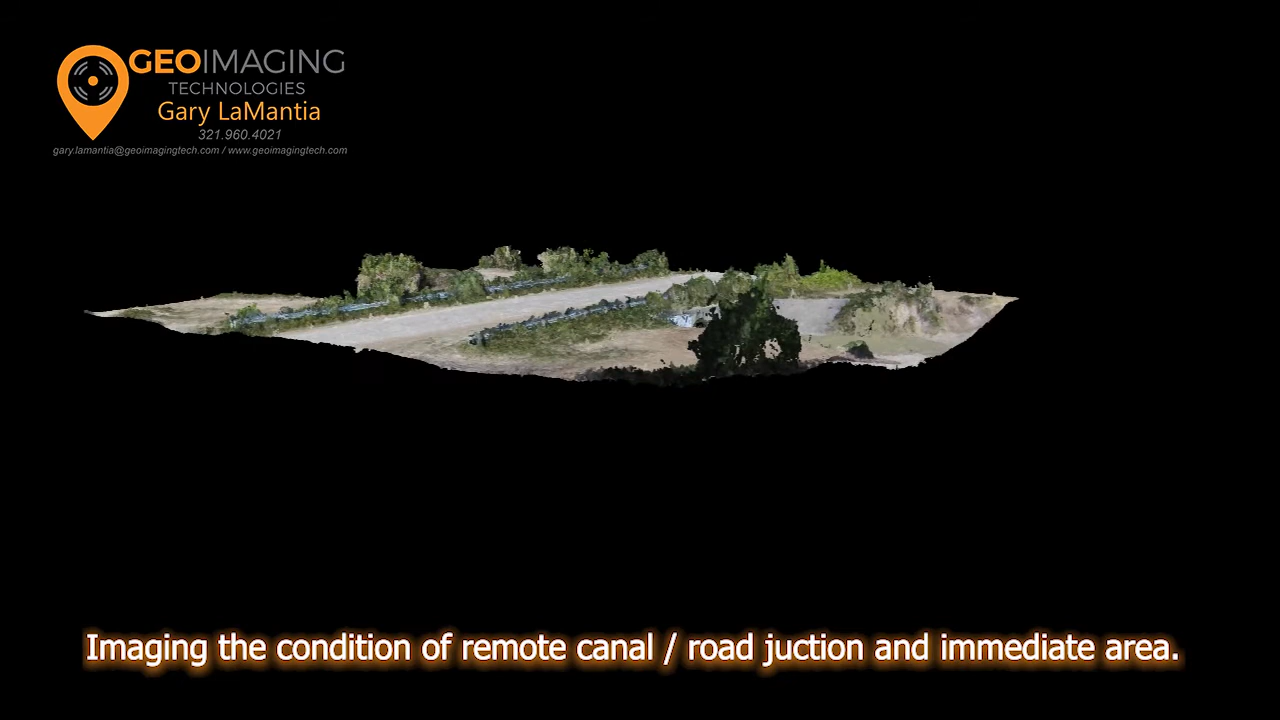 GEOIMAGING
TECHNOLOGIES
Gary LaMantia
321.960.4021
gary.lamantia@geoimagingtech.com / www.geoimagingtech.com
Imaging the condition of remote canal / road juction and immediate area.